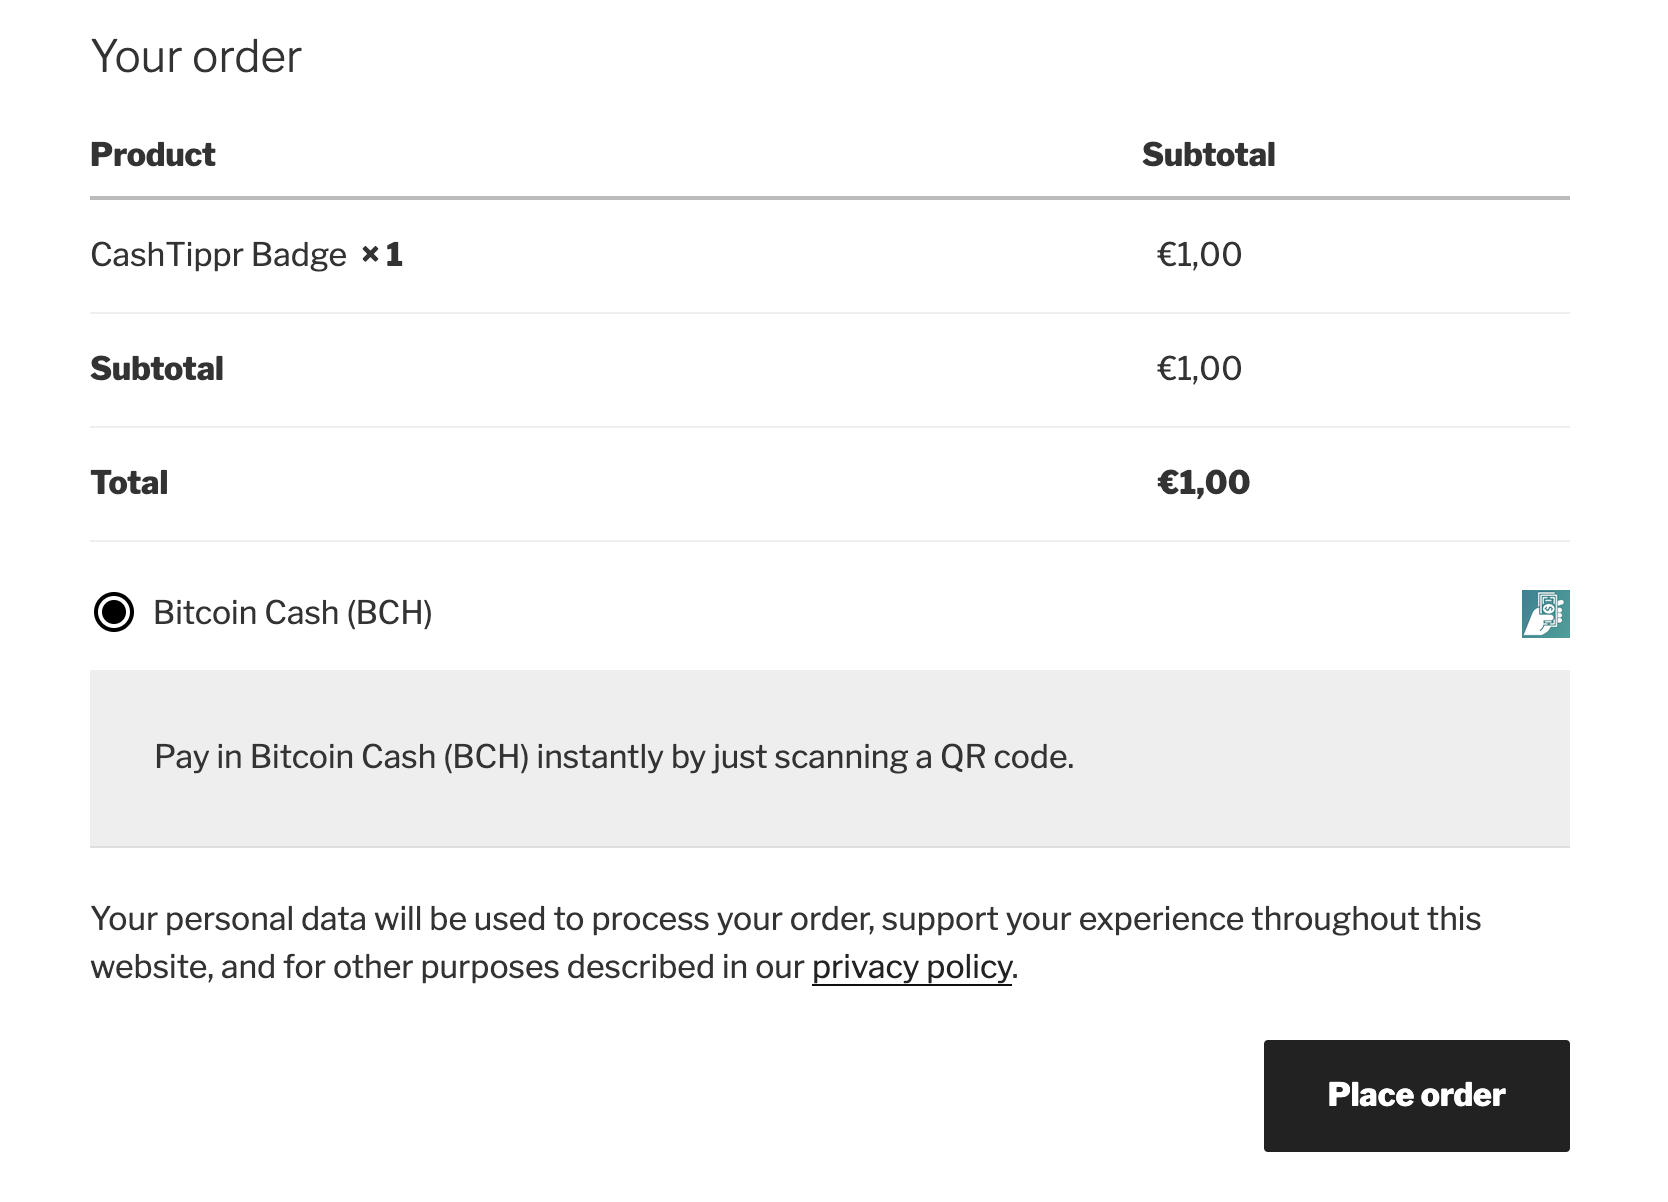 Your order
Product Subtotal
CashTippr Badge × 1 €1,00
Subtotal €1,00
Total €1,00
Bitcoin Cash (BCH)
Pay in Bitcoin Cash (BCH) instantly by just scanning a QR code.
Your personal data will be used to process your order, support your experience throughout this
website, and for other purposes described in our privacy policy.
Place order